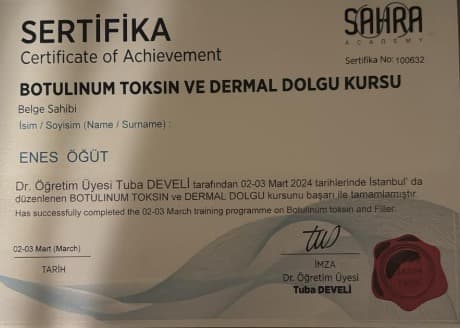 SERTİFİKA
Certificate of Achievement
SAHRA
ACADEMY
Sertifika No: 100632
BOTULINUM TOKSIN VE DERMAL DOLGU KURSU
Belge Sahibi
İsim / Soyisim (Name / Surname) :
ENES ÖĞÜT
Dr. Öğretim Üyesi Tuba DEVELİ tarafından 02-03 Mart 2024 tarihlerinde İstanbul' da
düzenlenen BOTULINUM TOKSIN ve DERMAL DOLGU kursunu başarı ile tamamlamıştır.
Has successfully completed the 02-03 March training programme on Botulinum toksin and Filler.
02-03 Mart (March)
TARİH
İMZA
Dr. Öğretim Üyesi
Tuba DEVELİ